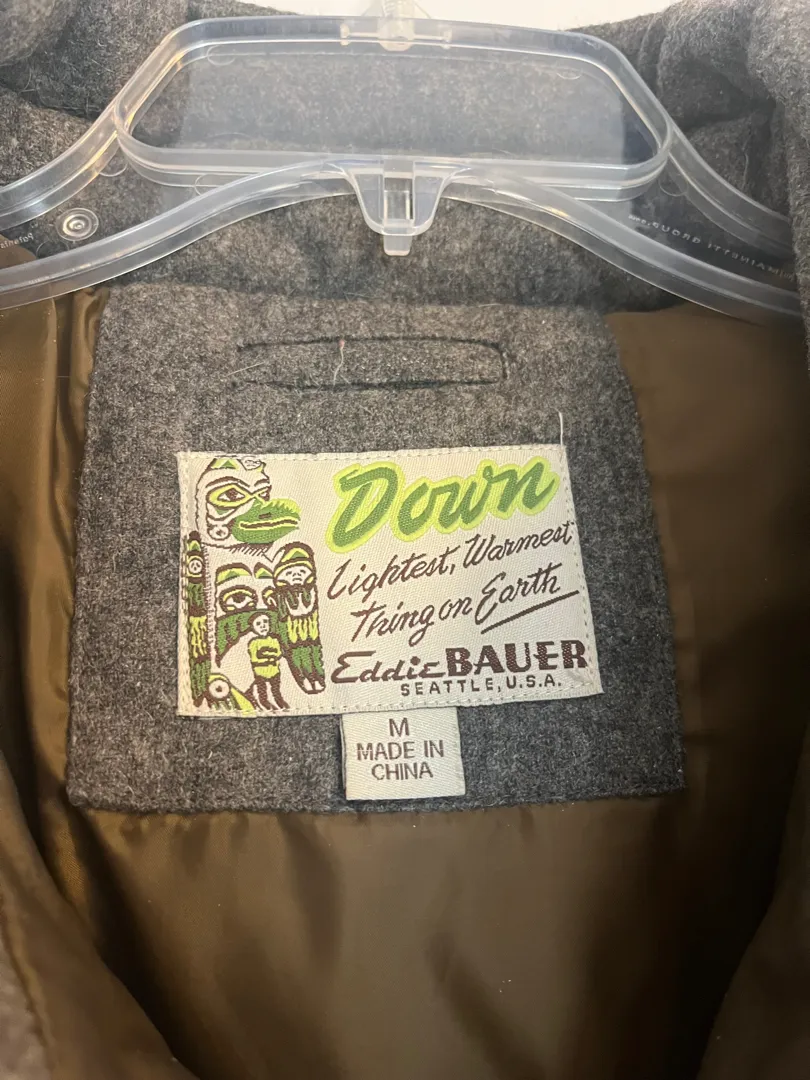 Down
Lightest, Warmest
Thing on Earth
Eddie BAUER
SEATTLE, U.S.A.
M
MADE IN
CHINA